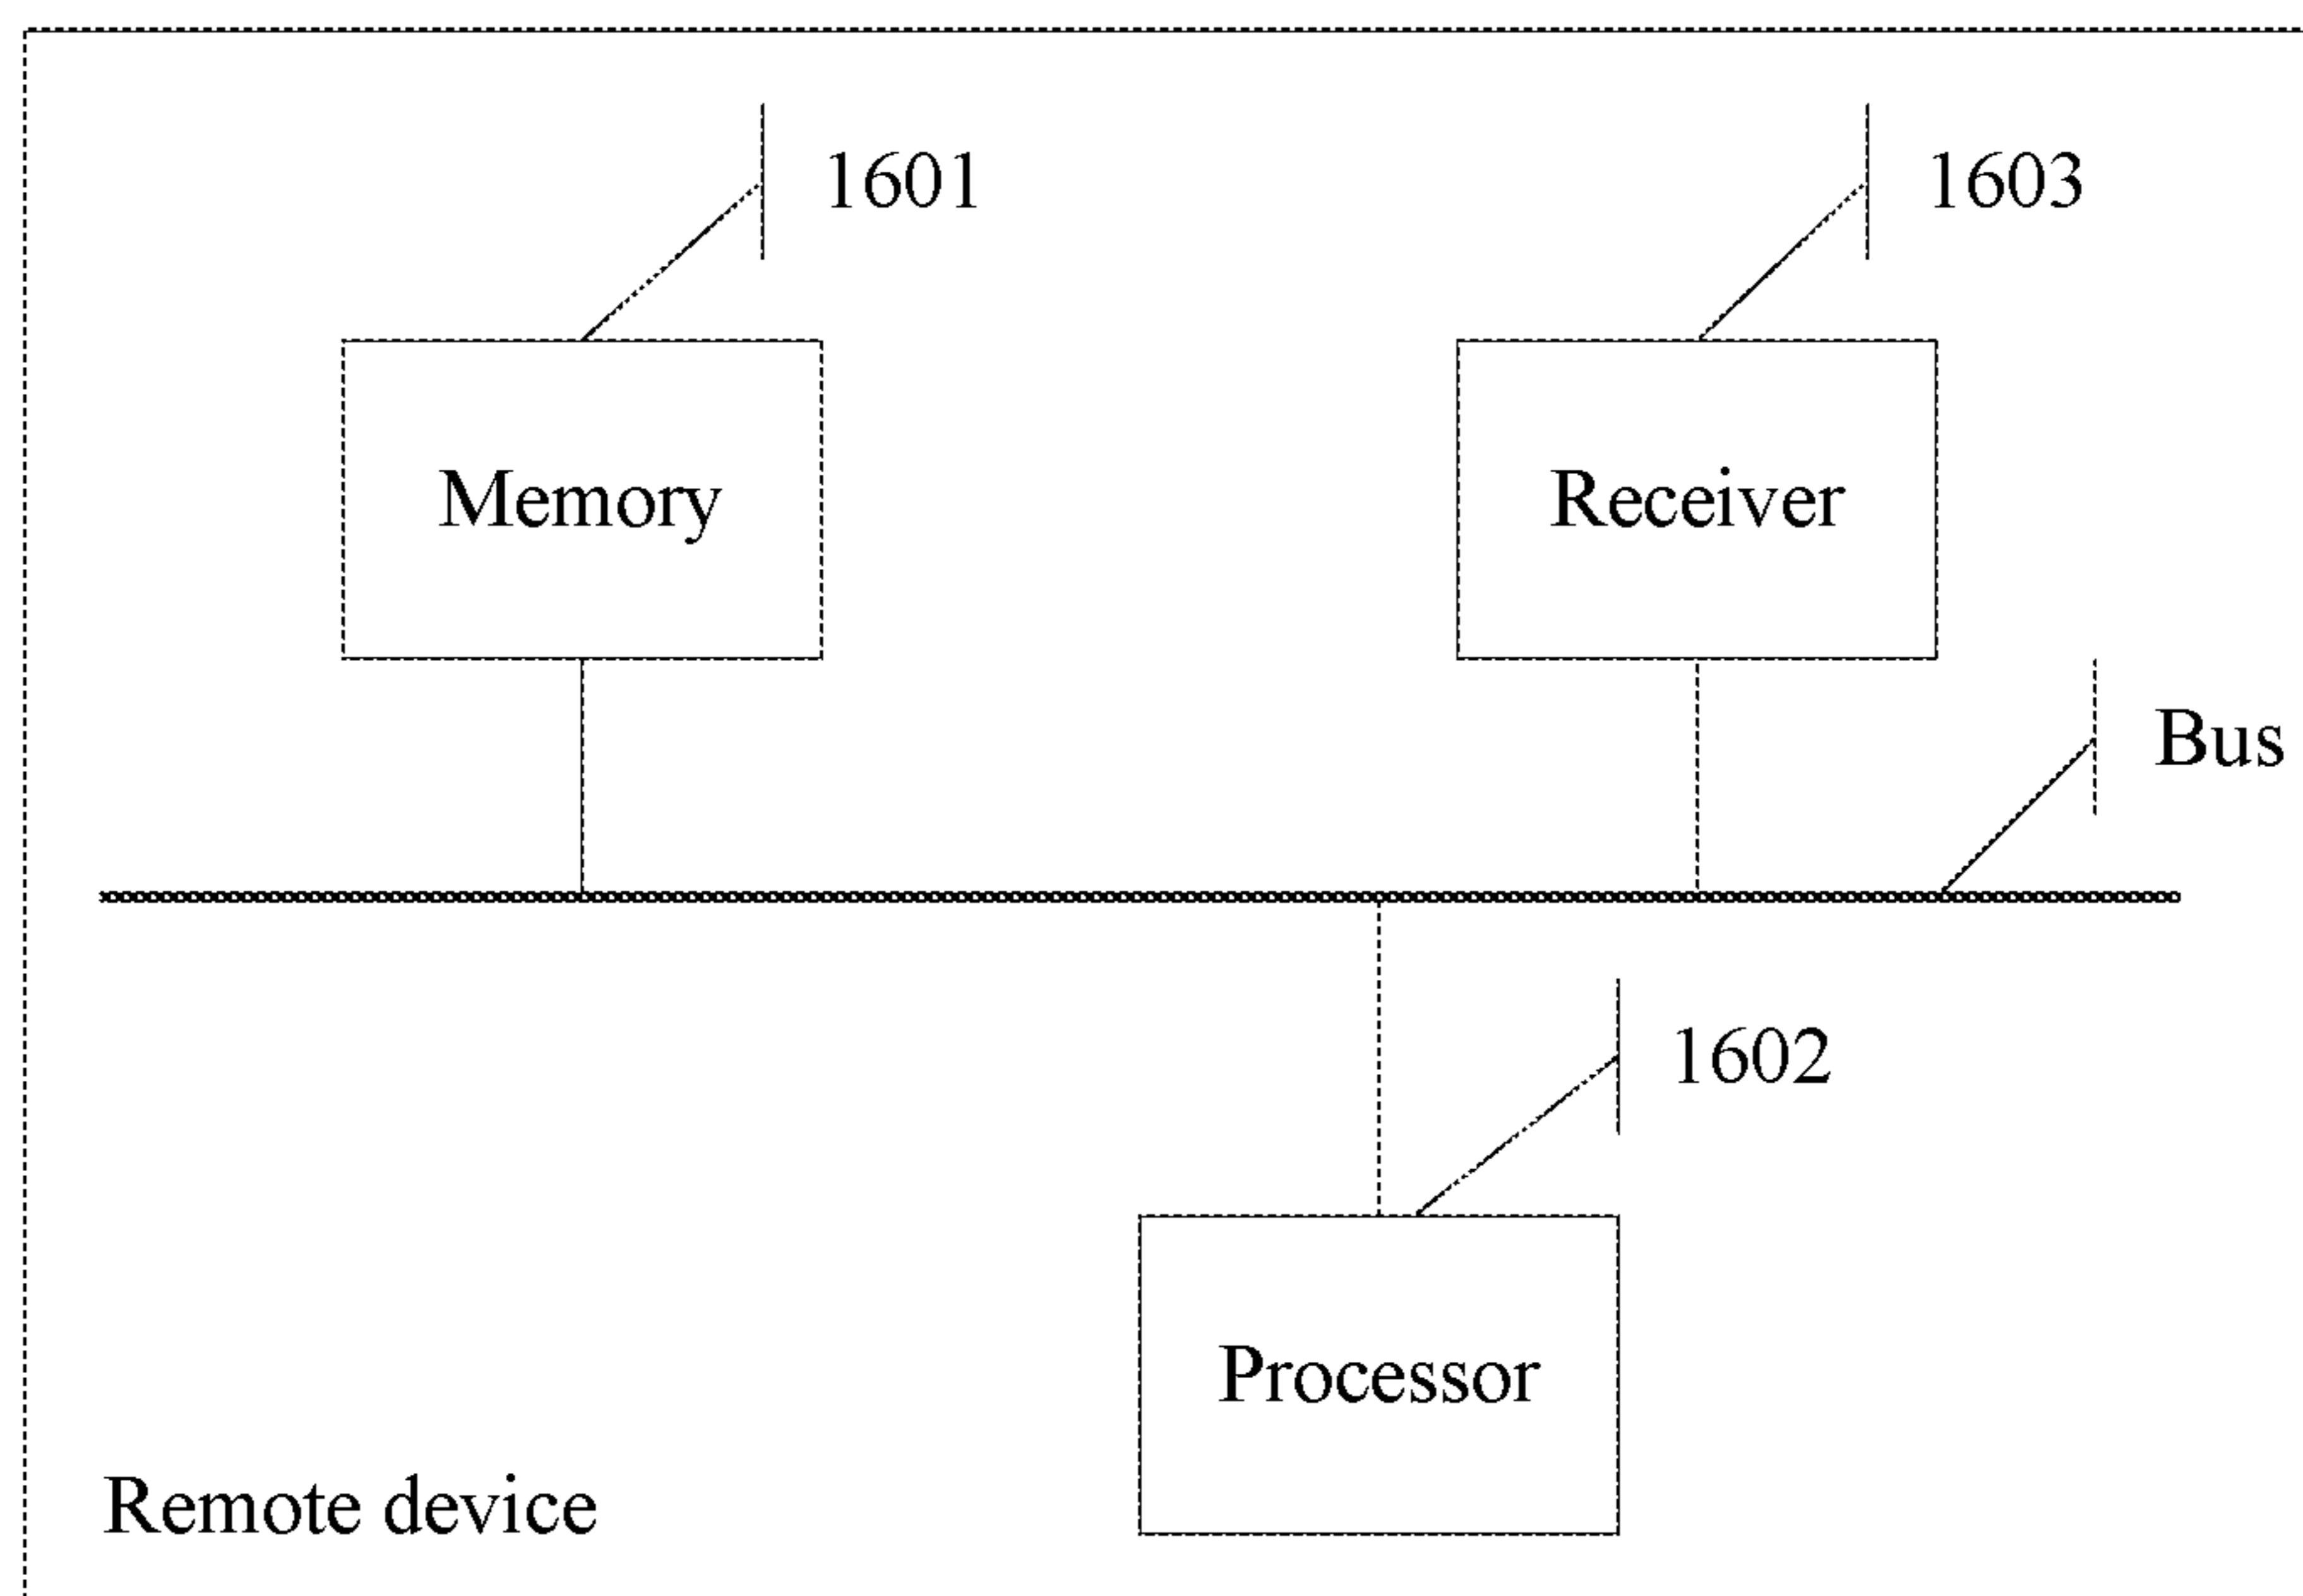 1601
1603
Memory
Receiver
Bus
1602
Processor
Remote device